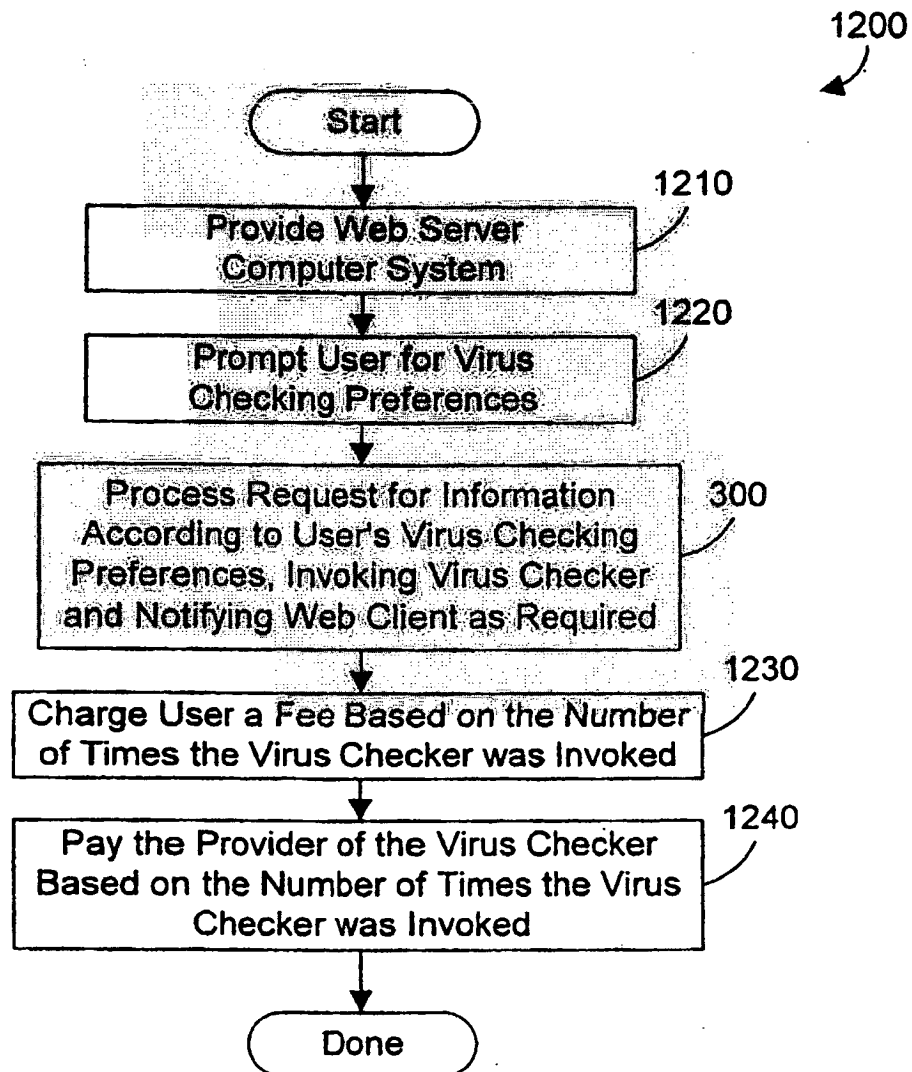 1200
Start
1210
Provide Web Server
Computer System
1220
Prompt User for Virus
Checking Preferences
300
Process Request for Information
According to User's Virus Checking
Preferences, Invoking Virus Checker
and Notifying Web Client as Required
1230
Charge User a Fee Based on the Number
of Times the Virus Checker was Invoked
1240
Pay the Provider of the Virus Checker
Based on the Number of Times the Virus
Checker was Invoked
Done